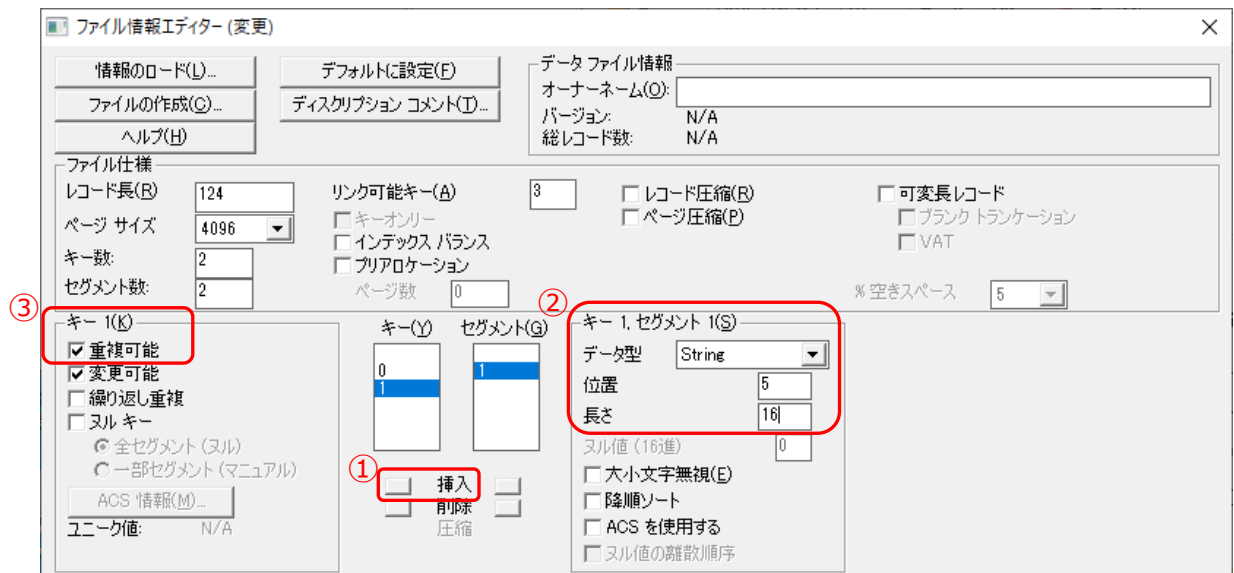 ファイル情報エディター (変更)
情報のロード(L)...
デフォルトに設定(F)
ファイルの作成(C)...
ディスクリプション コメント(T)...
ヘルプ(H)
データ ファイル情報
オーナーネーム(O):
バージョン: N/A
総レコード数: N/A
ファイル仕様
レコード長(R) 124
リンク可能キー(A) 3
レコード圧縮(R)
可変長レコード
ページ サイズ 4096
キーオンリー
ページ圧縮(P)
ブランクトランケーション
インデックス バランス
VAT
キー数: 2
プリアロケーション
セグメント数: 2
ページ数 0
% 空きスペース 5
③
キー 1(K)
重複可能
変更可能
繰り返し重複
ヌル キー
全セグメント (ヌル)
一部セグメント (マニュアル)
ACS 情報(M)...
ユニーク値: N/A
キー(Y) セグメント(G)
0
1
1
①
挿入
削除
圧縮
②
キー 1, セグメント 1(S)
データ型 String
位置 5
長さ 16
ヌル値 (16進) 0
大小文字無視(E)
降順ソート
ACS を使用する
ヌル値の離散順序